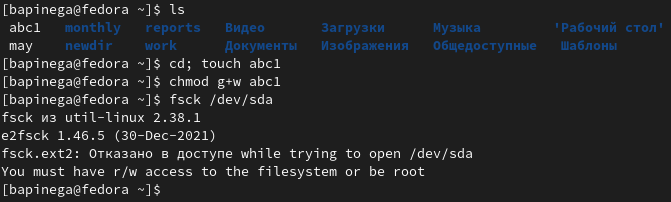 [bapinega@fedora ~]$ ls
abc1 monthly reports Видео Загрузки Музыка 'Рабочий стол'
may newdir work Документы Изображения Общедоступные Шаблоны
[bapinega@fedora ~]$ cd; touch abc1
[bapinega@fedora ~]$ chmod g+w abc1
[bapinega@fedora ~]$ fsck /dev/sda
fsck из util-linux 2.38.1
e2fsck 1.46.5 (30-Dec-2021)
fsck.ext2: Отказано в доступе while trying to open /dev/sda
You must have r/w access to the filesystem or be root
[bapinega@fedora ~]$